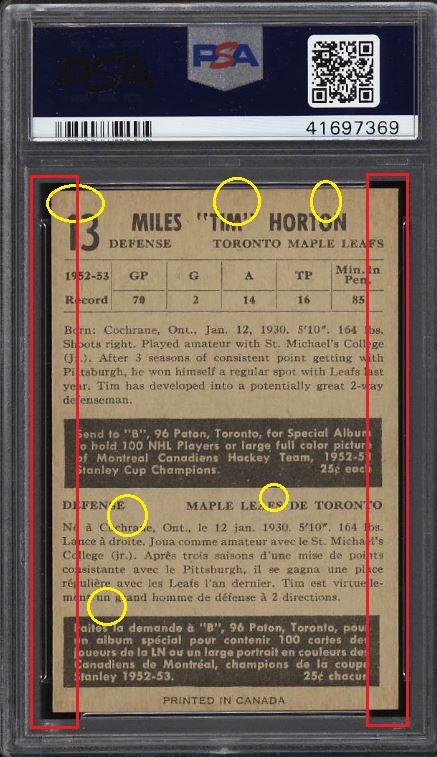 PSA
PSA
41697369
13 MILES "TIM" HORTON
DEFENSE TORONTO MAPLE LEAFS
1952-53 GP G A TP Min. In Pen.
Record 70 2 14 16 85
Born: Cochrane, Ont., Jan. 12, 1930. 5'10". 164 lbs.
Shoots right. Played amateur with St. Michael's College
(Jr.). After 3 seasons of consistent point getting with
Pittsburgh, he won himself a regular spot with Leafs last
year. Tim has developed into a potentially great 2-way
defenseman.
Send to "B", 96 Paton, Toronto, for Special Album
to hold 100 NHL Players or large full color picture
of Montreal Canadiens Hockey Team, 1952-53
Stanley Cup Champions. 25¢ each
DEFENSE MAPLE LEAFS DE TORONTO
Né à Cochrane, Ont., le 12 jan. 1930. 5'10". 164 lbs.
Lance à droite. Joua comme amateur avec le St. Michael's
College (jr.). Après trois saisons d'une mise de points
consistante avec le Pittsburgh, il se gagna une place
régulière avec les Leafs l'an dernier. Tim est virtuelle-
ment un grand homme de défense à 2 directions.
Faites la demande à "B", 96 Paton, Toronto, pour
un album spécial pour contenir 100 cartes des
joueurs de la LN ou un large portrait en couleurs des
Canadiens de Montréal, champions de la coupe
Stanley 1952-53. 25¢ chacun
PRINTED IN CANADA